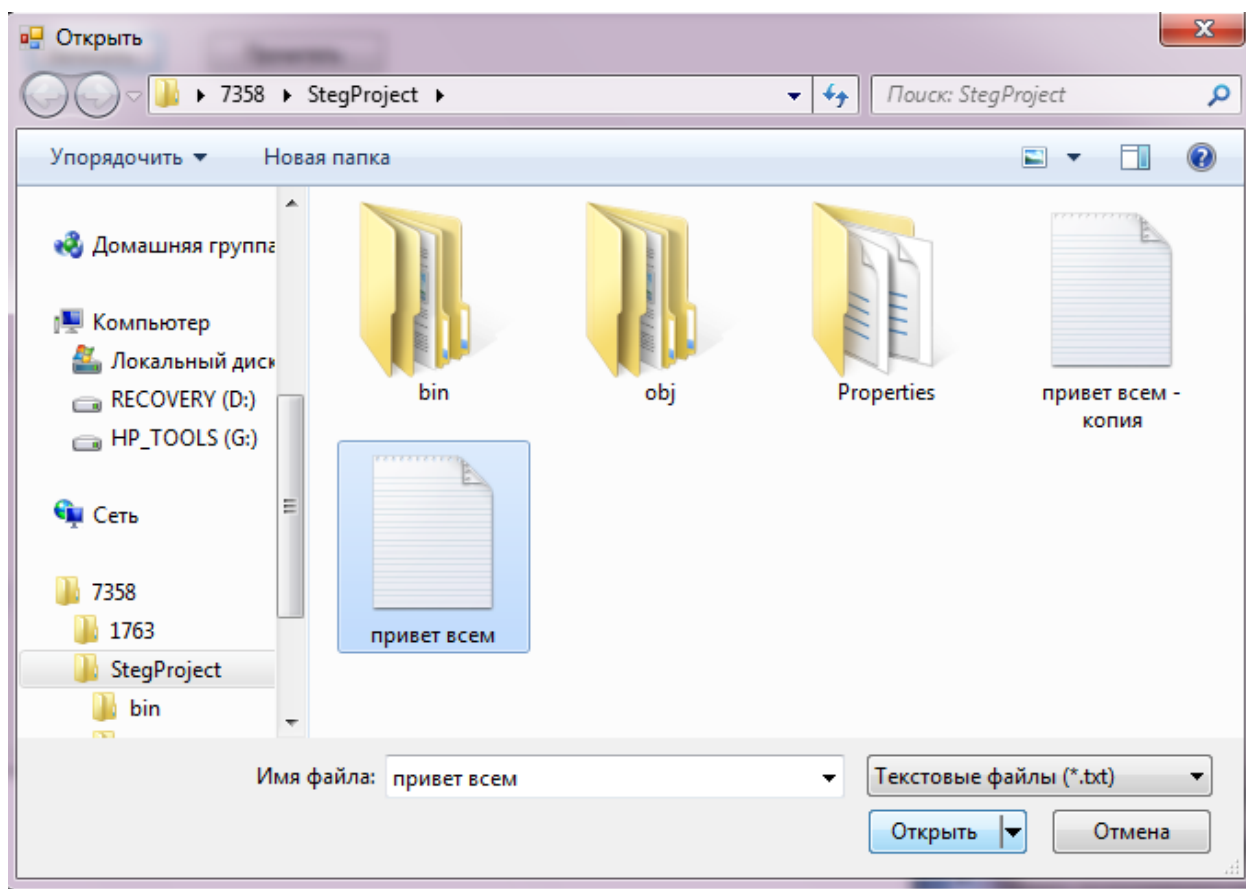 Открыть
7358 StegProject
Поиск: StegProject
Упорядочить
Новая папка
Домашняя группа
Компьютер
Локальный диск
RECOVERY (D:)
HP_TOOLS (G:)
Сеть
7358
1763
StegProject
bin
bin
obj
Properties
привет всем -
копия
привет всем
Имя файла: привет всем
Текстовые файлы (*.txt)
Открыть
Отмена